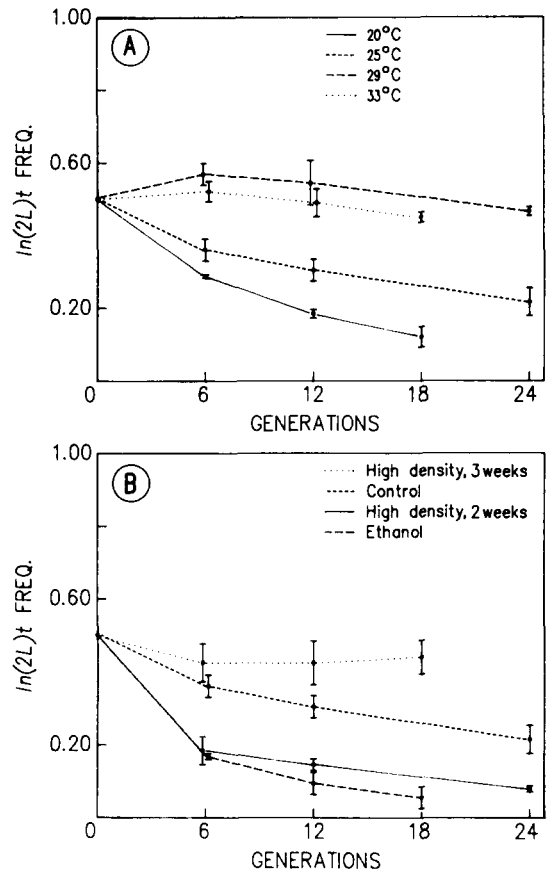 A
1.00
0.60
0.20
In(2L)t FREQ.
20°C
25°C
29°C
33°C
0 6 12 18 24
GENERATIONS
B
1.00
0.60
0.20
In(2L)t FREQ.
High density, 3 weeks
Control
High density, 2 weeks
Ethanol
0 6 12 18 24
GENERATIONS